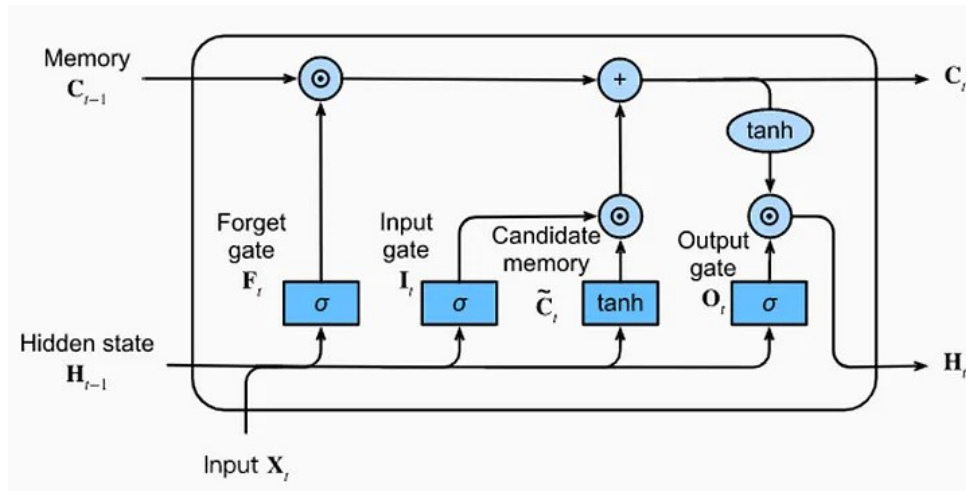 Memory
C_{t−1}
⊙
+
C_t
tanh
Forget
gate
F_t
Input
gate
I_t
⊙
Candidate
memory
C̃_t
Output
gate
O_t
⊙
σ
σ
tanh
σ
Hidden state
H_{t−1}
H_t
Input X_t